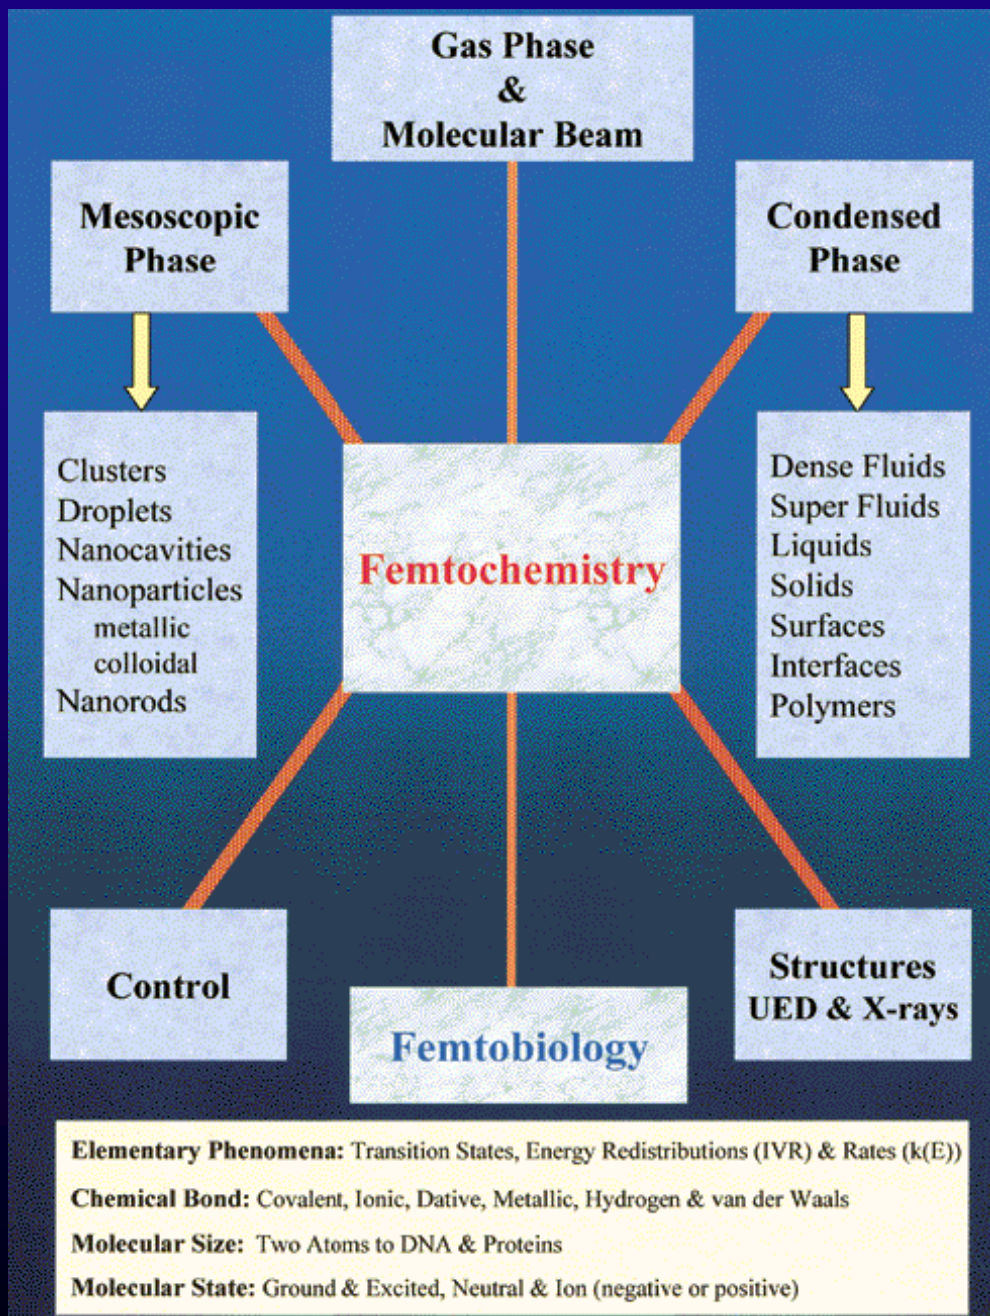 Gas Phase
&
Molecular Beam
Mesoscopic
Phase
Condensed
Phase
Clusters
Droplets
Nanocavities
Nanoparticles
metallic
colloidal
Nanorods
Femtochemistry
Dense Fluids
Super Fluids
Liquids
Solids
Surfaces
Interfaces
Polymers
Control
Femtobiology
Structures
UED & X-rays
Elementary Phenomena: Transition States, Energy Redistributions (IVR) & Rates (k(E))
Chemical Bond: Covalent, Ionic, Dative, Metallic, Hydrogen & van der Waals
Molecular Size: Two Atoms to DNA & Proteins
Molecular State: Ground & Excited, Neutral & Ion (negative or positive)